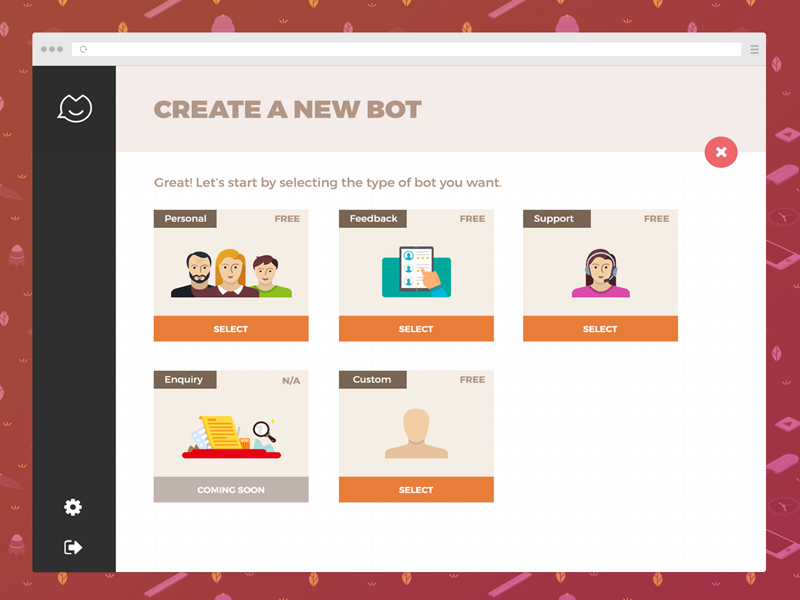 CREATE A NEW BOT
Great! Let's start by selecting the type of bot you want.
Personal FREE
SELECT
Feedback FREE
SELECT
Support FREE
SELECT
Enquiry N/A
COMING SOON
Custom FREE
SELECT